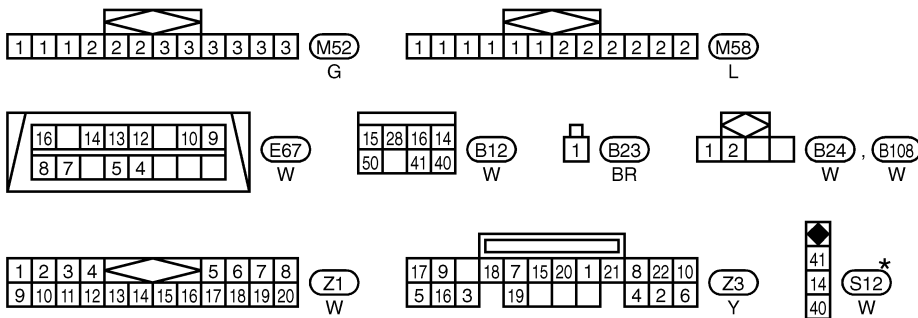 1 1 1 2 2 2 3 3 3 3 3 3 M52
G
1 1 1 1 1 1 2 2 2 2 2 2 M58
L
16 14 13 12 10 9
8 7 5 4
E67
W
15 28 16 14
50 41 40
B12
W
1 B23
BR
1 2 B24 , B108
W W
1 2 3 4 5 6 7 8
9 10 11 12 13 14 15 16 17 18 19 20
Z1
W
17 9 18 7 15 20 1 21 8 22 10
5 16 3 19 4 2 6
Z3
Y
41
14
40
S12 *
W